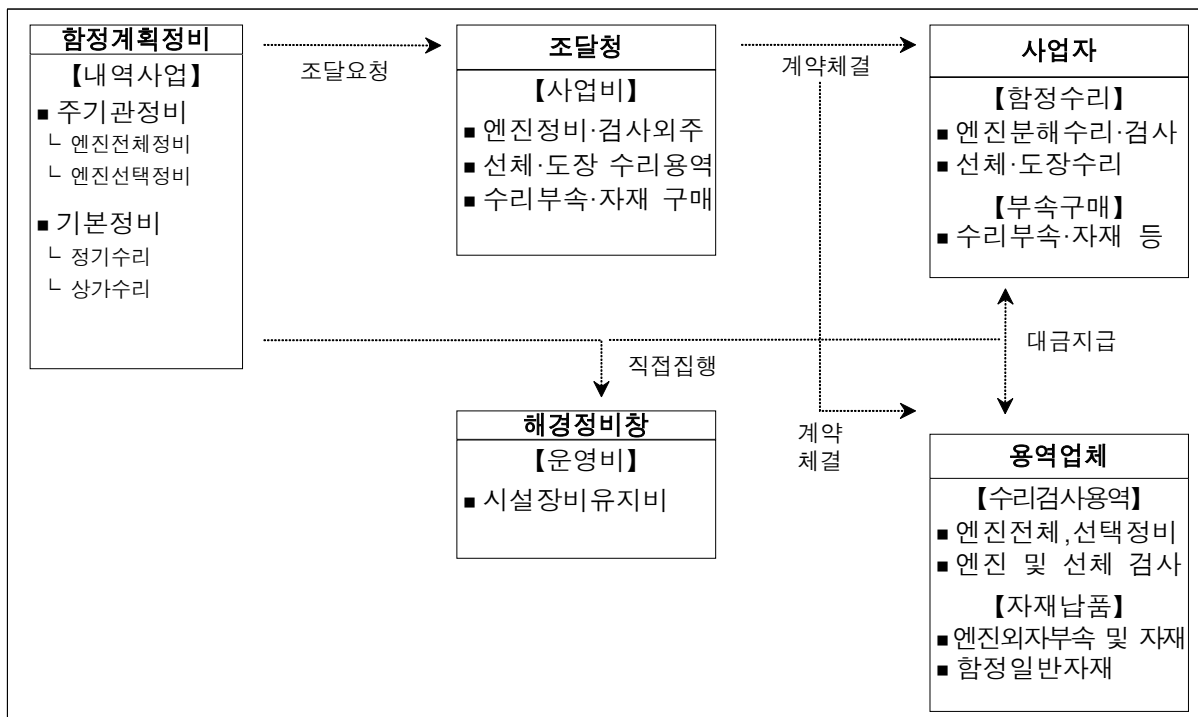 함정계획정비
【내역사업】
■ 주기관정비
└ 엔진전체정비
└ 엔진선택정비
■ 기본정비
└ 정기수리
└ 상가수리
조달요청
조달청
【사업비】
■ 엔진정비·검사외주
■ 선체·도장 수리용역
■ 수리부속·자재 구매
계약체결
사업자
【함정수리】
■ 엔진분해수리·검사
■ 선체·도장수리
【부속구매】
■ 수리부속·자재 등
직접집행
대금지급
해경정비창
【운영비】
■ 시설장비유지비
계약
체결
용역업체
【수리검사용역】
■ 엔진전체,선택정비
■ 엔진 및 선체 검사
【자재납품】
■ 엔진외자부속 및 자재
■ 함정일반자재